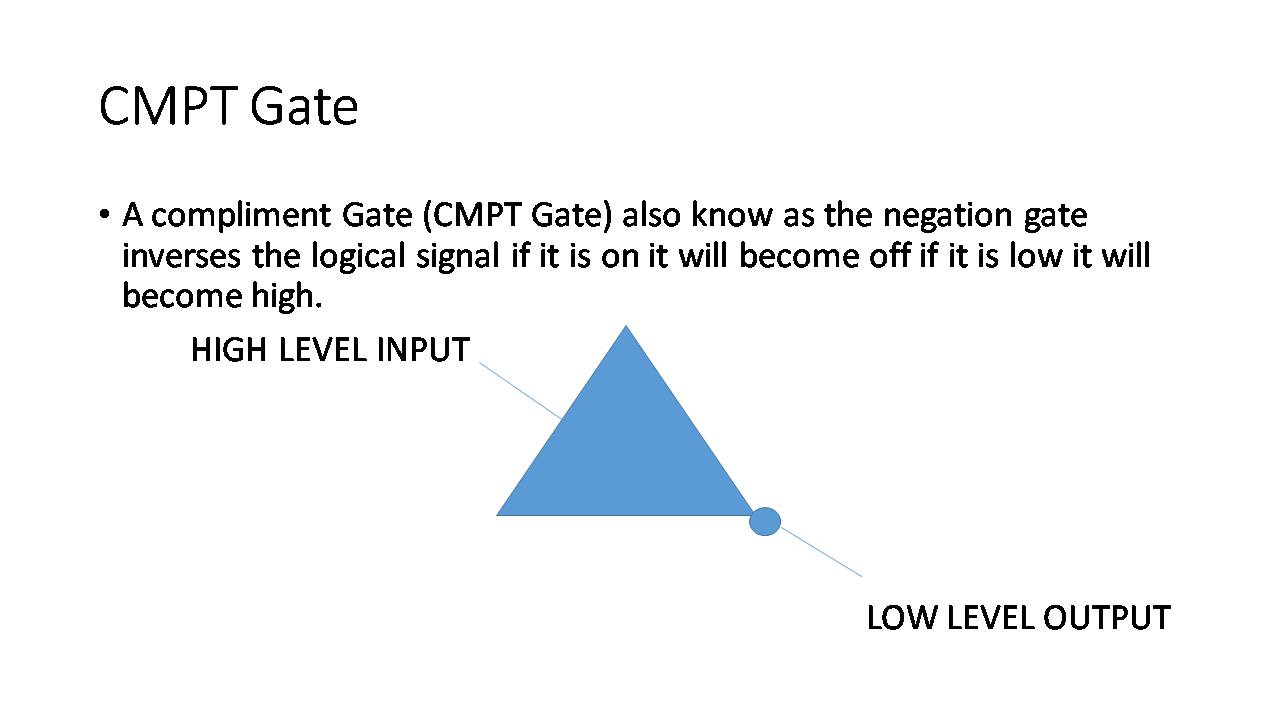 CMPT Gate
• A compliment Gate (CMPT Gate) also know as the negation gate
inverses the logical signal if it is on it will become off if it is low it will
become high.
HIGH LEVEL INPUT
LOW LEVEL OUTPUT